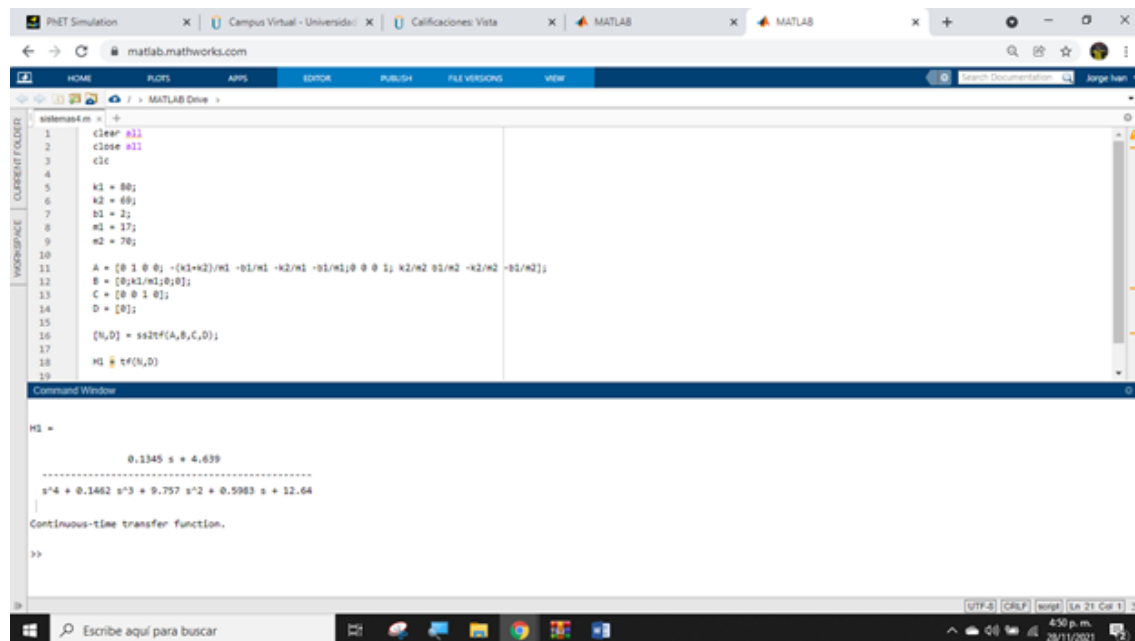 PhET Simulation
Campus Virtual - Universidad
Calificaciones: Vista
MATLAB
MATLAB
matlab.mathworks.com
HOME PLOTS APPS EDITOR PUBLISH FILE VERSIONS VIEW
Search Documentation
Jorge Ivan
/ > MATLAB Drive >
CURRENT FOLDER
WORKSPACE
sistemas4.m
1 clear all
2 close all
3 clc
4
5 k1 = 80;
6 k2 = 69;
7 b1 = 2;
8 m1 = 17;
9 m2 = 70;
10
11 A = [0 1 0 0; -(k1+k2)/m1 -b1/m1 -k2/m1 -b1/m1;0 0 0 1; k2/m2 b1/m2 -k2/m2 -b1/m2];
12 B = [0;k1/m1;0;0];
13 C = [0 0 1 0];
14 D = [0];
15
16 [N,D] = ss2tf(A,B,C,D);
17
18 H1 = tf(N,D)
19
Command Window
H1 =
0.1345 s + 4.639
------------------------------------------------
s^4 + 0.1462 s^3 + 9.757 s^2 + 0.5983 s + 12.64
Continuous-time transfer function.
>>
UTF-8 CRLF script Ln 21 Col 1
Escribe aquí para buscar
4:50 p. m.
28/11/2021